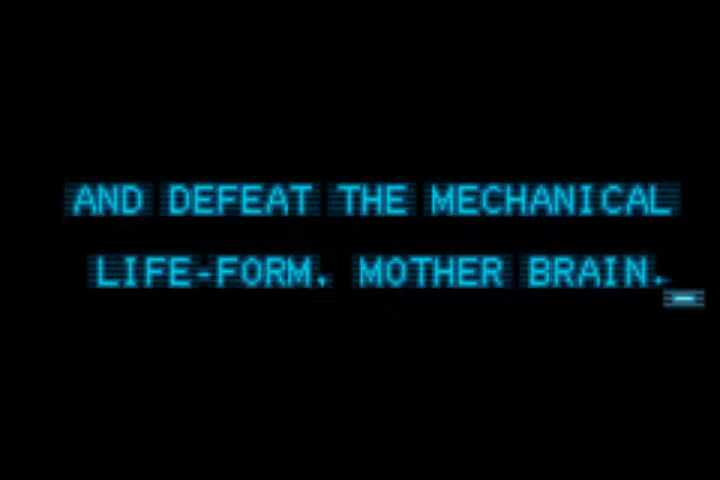 AND DEFEAT THE MECHANICAL
LIFE-FORM, MOTHER BRAIN.